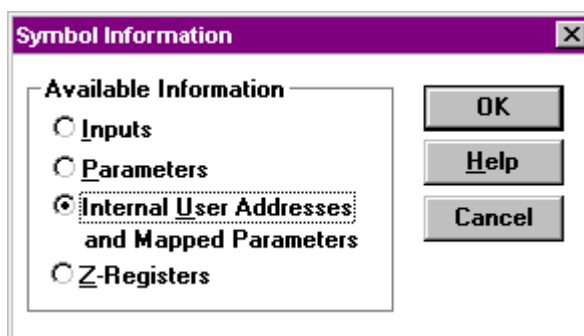 Symbol Information
Available Information
Inputs
Parameters
Internal User Addresses
and Mapped Parameters
Z-Registers
OK
Help
Cancel